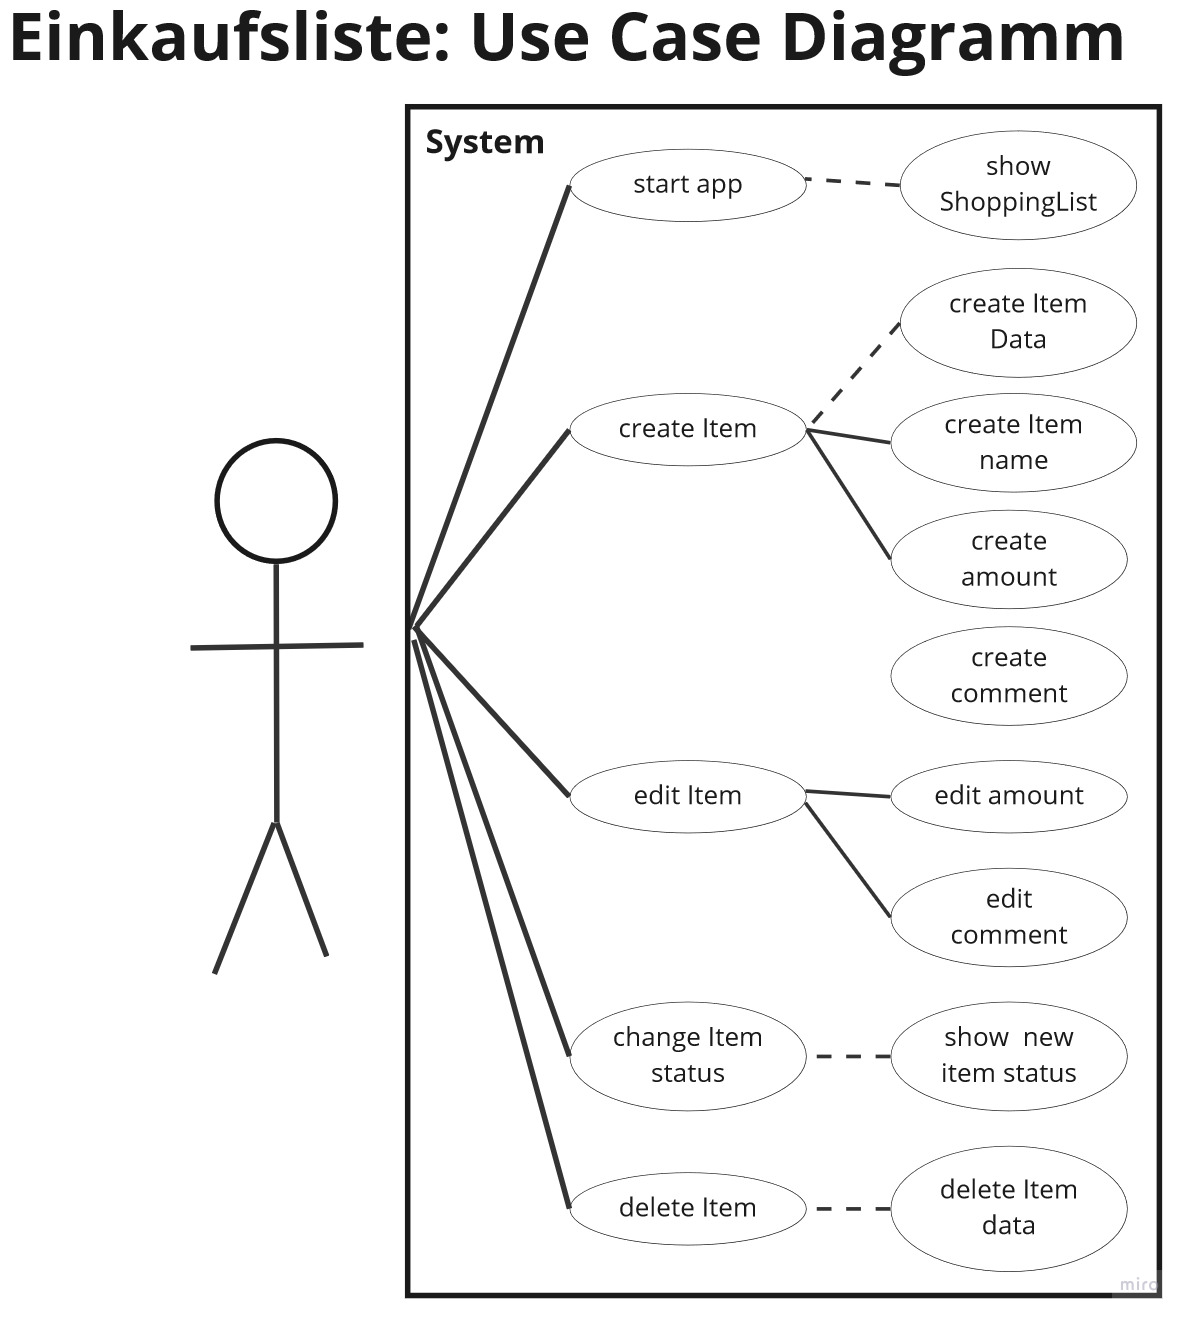 Einkaufsliste: Use Case Diagramm
System
start app
show
ShoppingList
create Item
Data
create Item
create Item
name
create
amount
create
comment
edit Item
edit amount
edit
comment
change Item
status
show  new
item status
delete Item
delete Item
data
miro